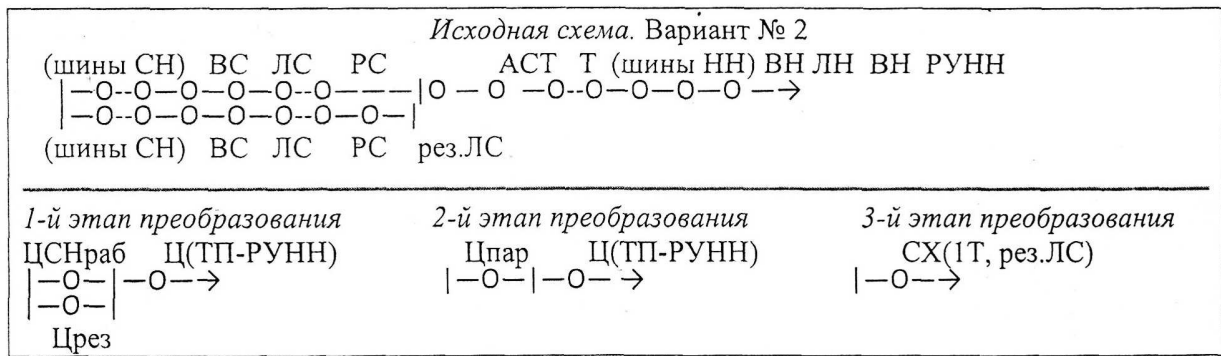 Исходная схема. Вариант № 2
(шины СН) ВС ЛС РС АСТ Т (шины НН) ВН ЛН ВН РУНН
|—О--О—О—О—О--О—-—-—|О — О —О--О—О—О—О —→
|—О--О—О—О—О--О—О—|
(шины СН) ВС ЛС РС рез.ЛС
1-й этап преобразования 2-й этап преобразования 3-й этап преобразования
ЦСНраб Ц(ТП-РУНН) Цпар Ц(ТП-РУНН) СХ(1Т, рез.ЛС)
|—О—|—О-→ |—О—|—О-→ |—О-→
|—О—|
Црез